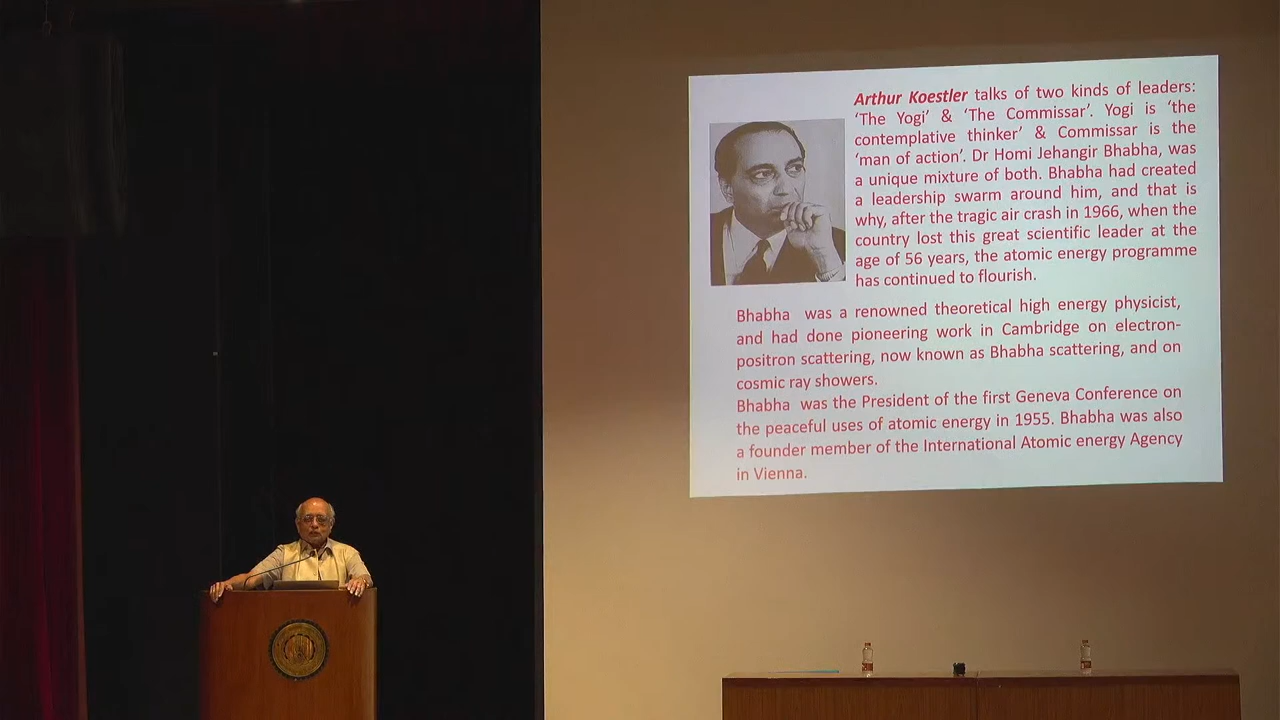 Arthur Koestler talks of two kinds of leaders:
‘The Yogi’ & ‘The Commissar’. Yogi is ‘the
contemplative thinker’ & Commissar is the
‘man of action’. Dr Homi Jehangir Bhabha, was
a unique mixture of both. Bhabha had created
a leadership swarm around him, and that is
why, after the tragic air crash in 1966, when the
country lost this great scientific leader at the
age of 56 years, the atomic energy programme
has continued to flourish.
Bhabha was a renowned theoretical high energy physicist,
and had done pioneering work in Cambridge on electron-
positron scattering, now known as Bhabha scattering, and on
cosmic ray showers.
Bhabha was the President of the first Geneva Conference on
the peaceful uses of atomic energy in 1955. Bhabha was also
a founder member of the International Atomic energy Agency
in Vienna.